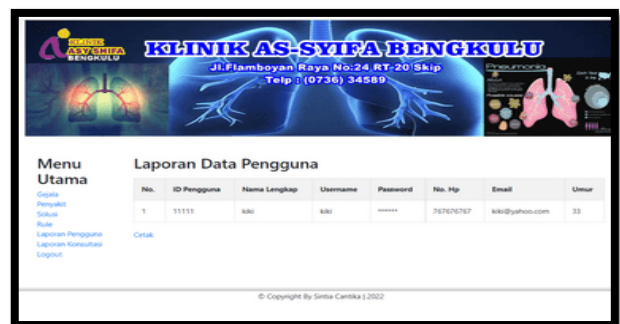 KLINIK
ASY SHIFA
BENGKULU
KLINIK AS-SYIFA BENGKULU
Jl.Flamboyan Raya No:24 RT-20 Skip
Telp : (0736) 34589
Pneumonia
Menu Utama
Gejala
Penyakit
Solusi
Rule
Laporan Pengguna
Laporan Konsultasi
Logout
Laporan Data Pengguna
No. ID Pengguna Nama Lengkap Username Password No. Hp Email Umur
1 11111 kiki kiki ****** 767676767 kiki@yahoo.com 33
Cetak
© Copyright By Sintia Cantika | 2022